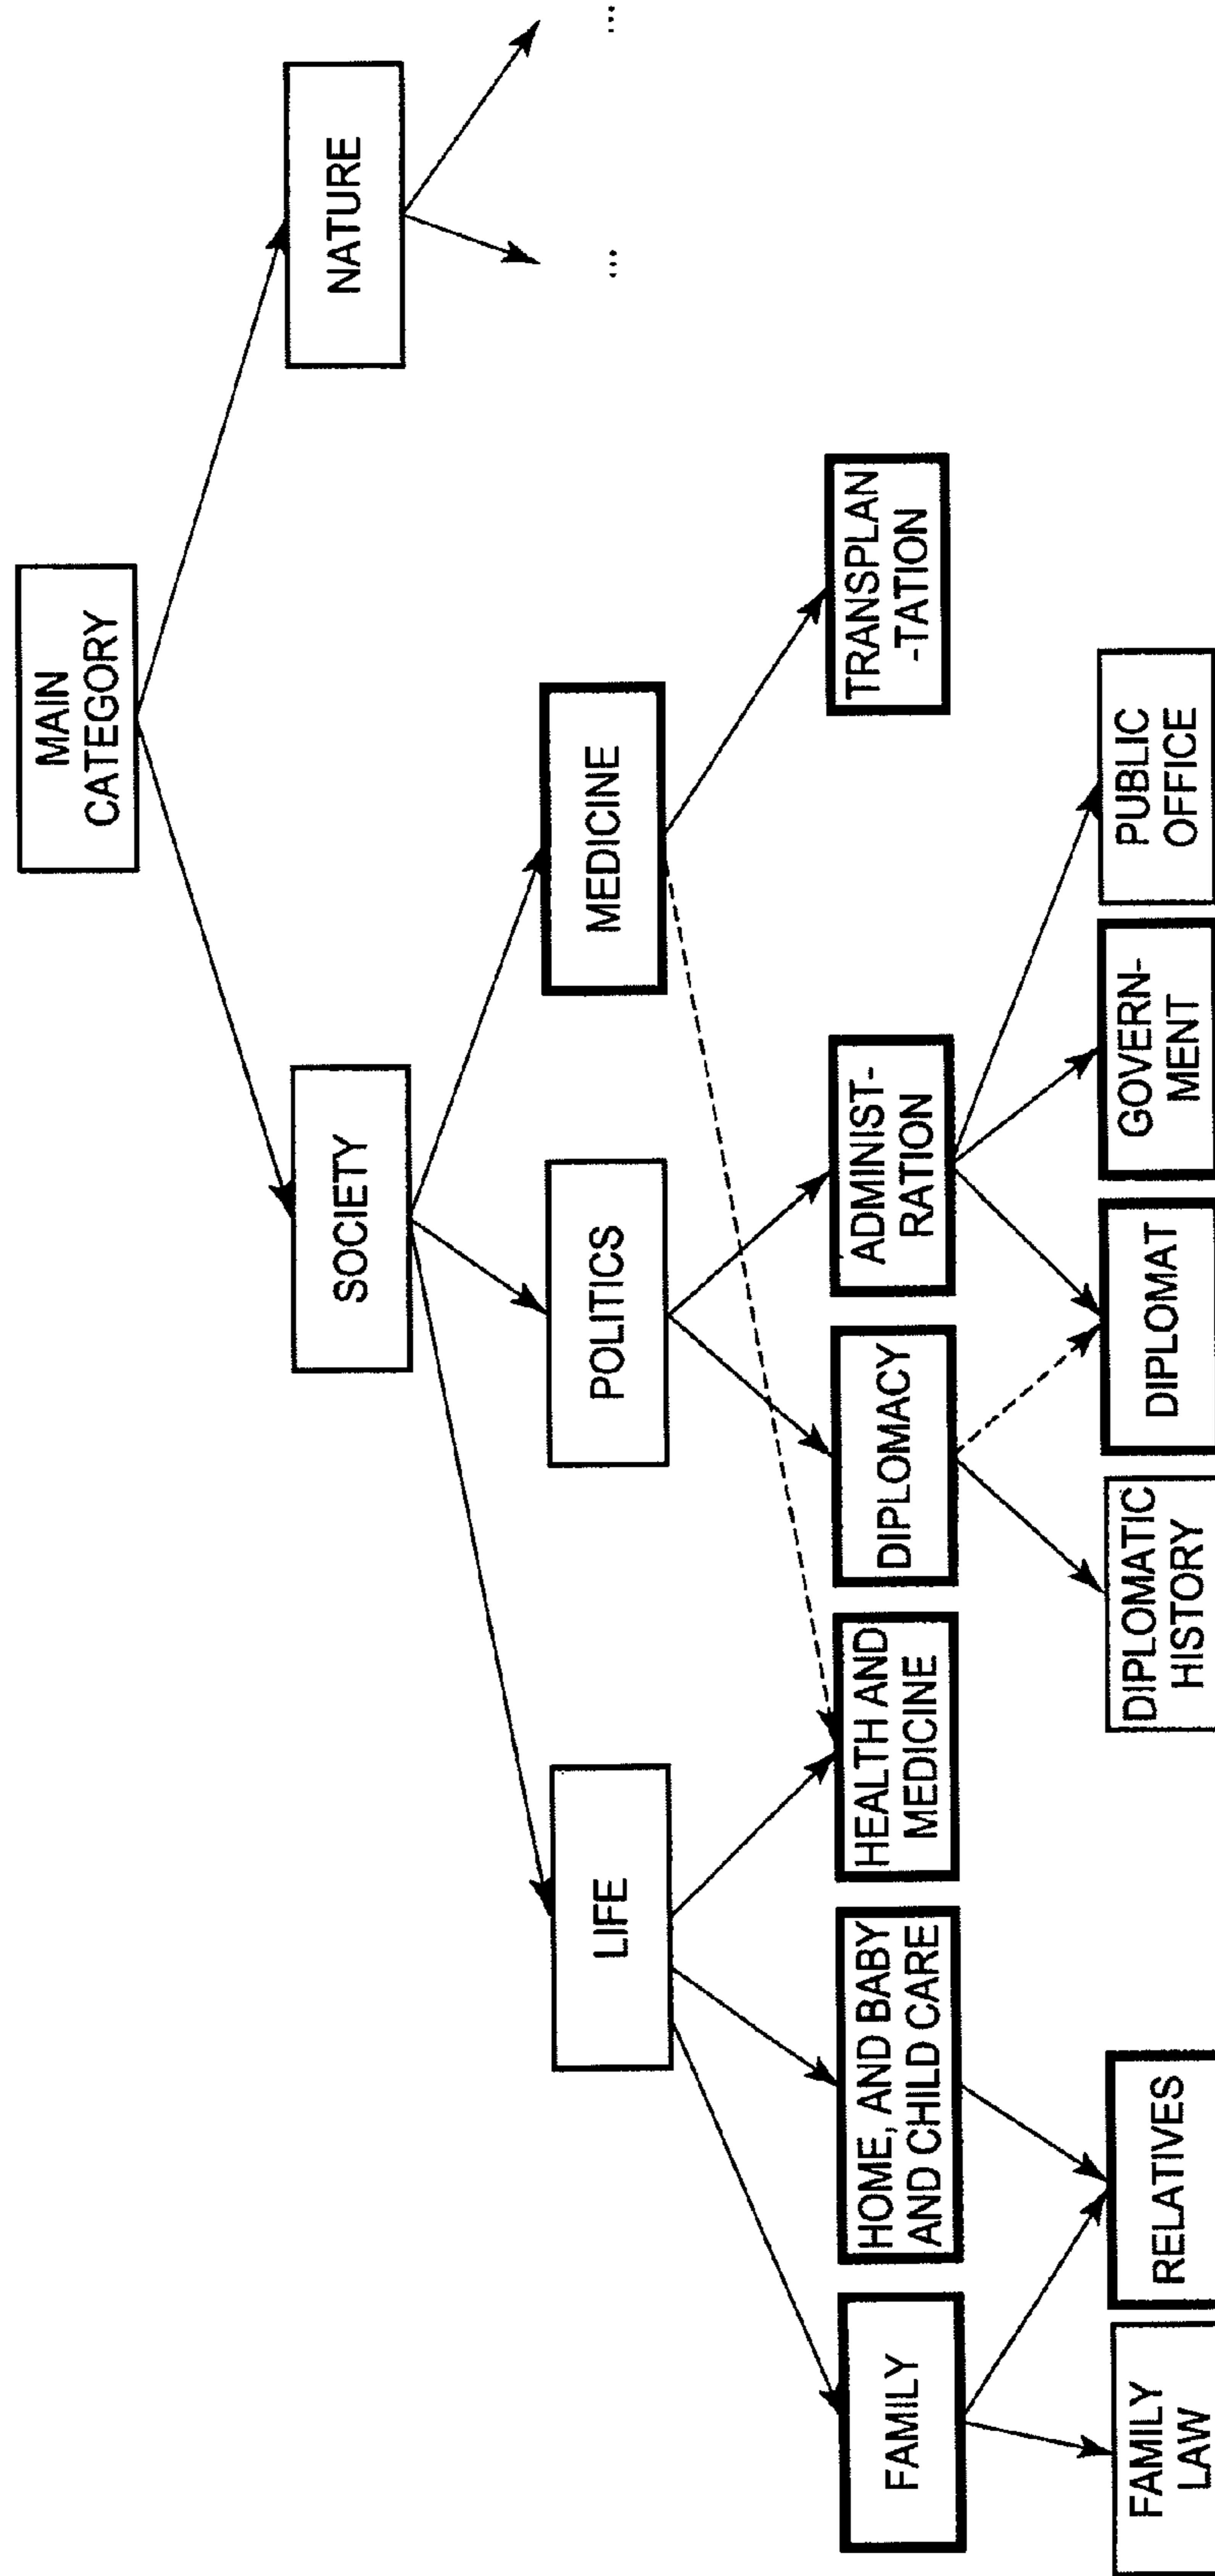 MAIN
CATEGORY
SOCIETY
NATURE
LIFE
POLITICS
MEDICINE
...
...
FAMILY
HOME, AND BABY
AND CHILD CARE
HEALTH AND
MEDICINE
DIPLOMACY
ADMINIST-
RATION
TRANSPLAN
-TATION
FAMILY
LAW
RELATIVES
DIPLOMATIC
HISTORY
DIPLOMAT
GOVERN-
MENT
PUBLIC
OFFICE